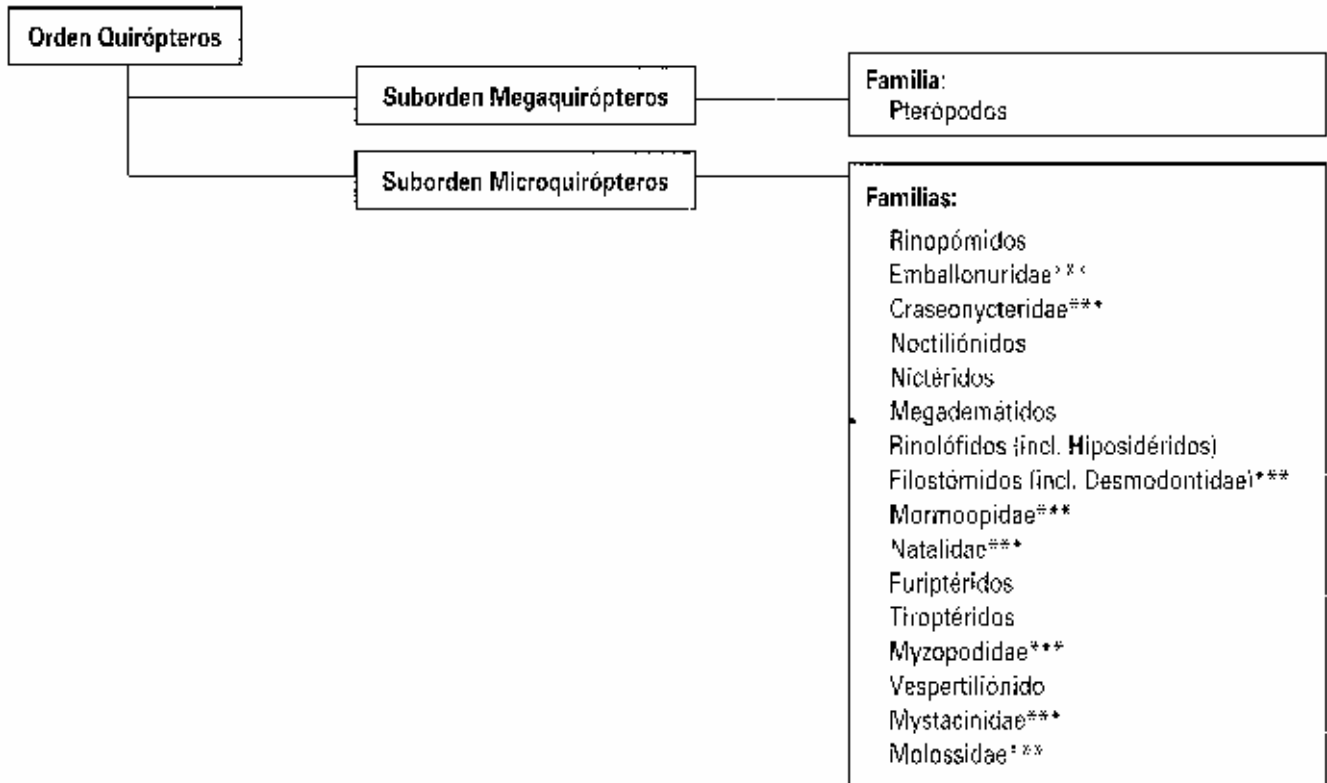 Orden Quirópteros
Suborden Megaquirópteros
Familia:
Pterópodos
Suborden Microquirópteros
Familias:
Rinopómidos
Emballonuridae***
Craseonycteridae***
Noctiliónidos
Nictéridos
Megademátidos
Rinolófidos (incl. Hiposidéridos)
Filostómidos (incl. Desmodontidae)***
Mormoopidae***
Natalidae***
Furiptéridos
Tiroptéridos
Myzopodidae***
Vespertiliónido
Mystacinidae***
Molossidae***